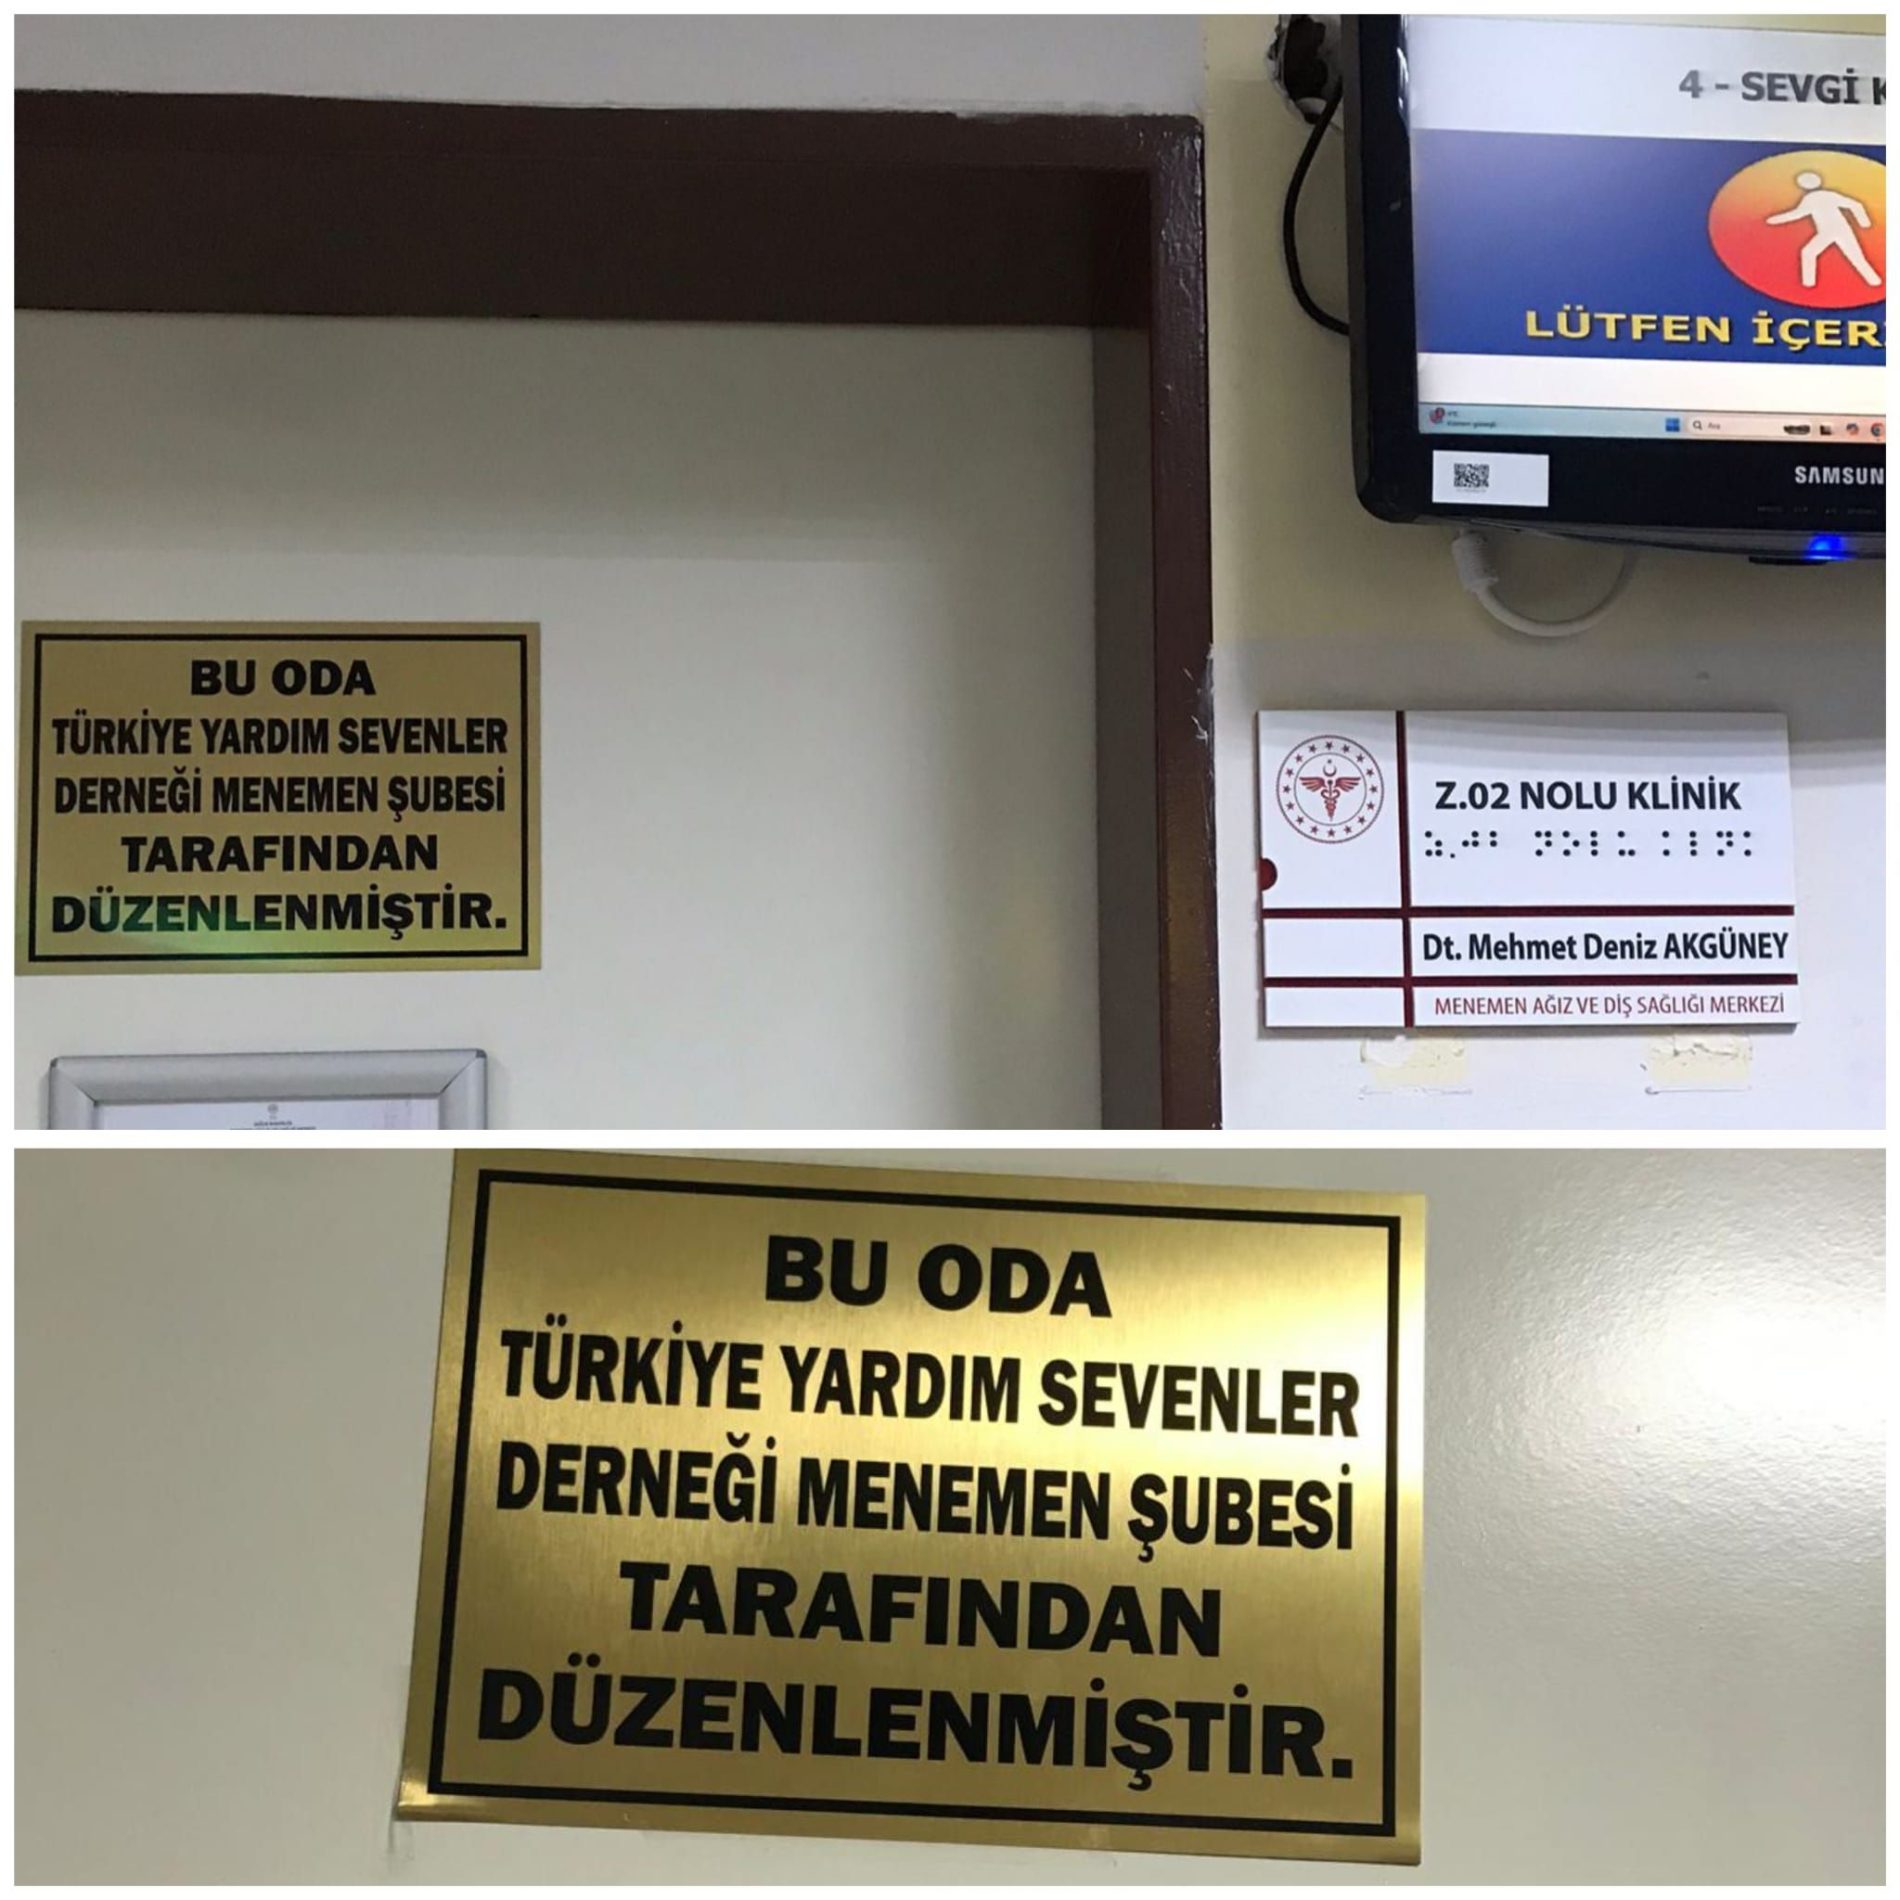 4 - SEVGİ K
LÜTFEN İÇER
Ara
SAMSUN
BU ODA
TÜRKİYE YARDIM SEVENLER
DERNEĞİ MENEMEN ŞUBESİ
TARAFINDAN
DÜZENLENMİŞTİR.
Z.02 NOLU KLİNİK
Dt. Mehmet Deniz AKGÜNEY
MENEMEN AĞIZ VE DİŞ SAĞLIĞI MERKEZİ
BU ODA
TÜRKİYE YARDIM SEVENLER
DERNEĞİ MENEMEN ŞUBESİ
TARAFINDAN
DÜZENLENMİŞTİR.